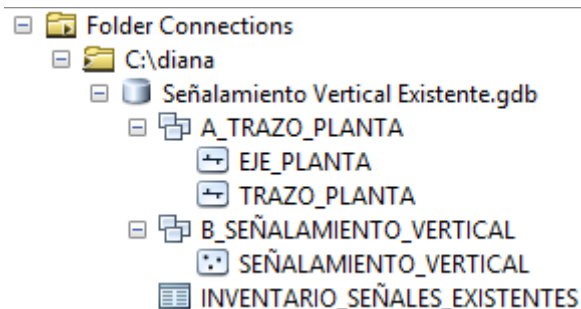 Folder Connections
C:\diana
Señalamiento Vertical Existente.gdb
A_TRAZO_PLANTA
EJE_PLANTA
TRAZO_PLANTA
B_SEÑALAMIENTO_VERTICAL
SEÑALAMIENTO_VERTICAL
INVENTARIO_SEÑALES_EXISTENTES